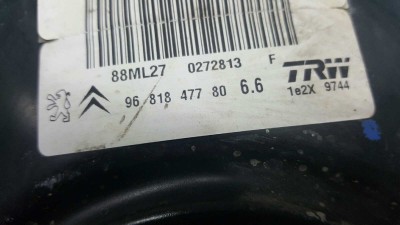 88ML27 0272813 F TRW
96 818 477 80 6.6 1e2X 9744